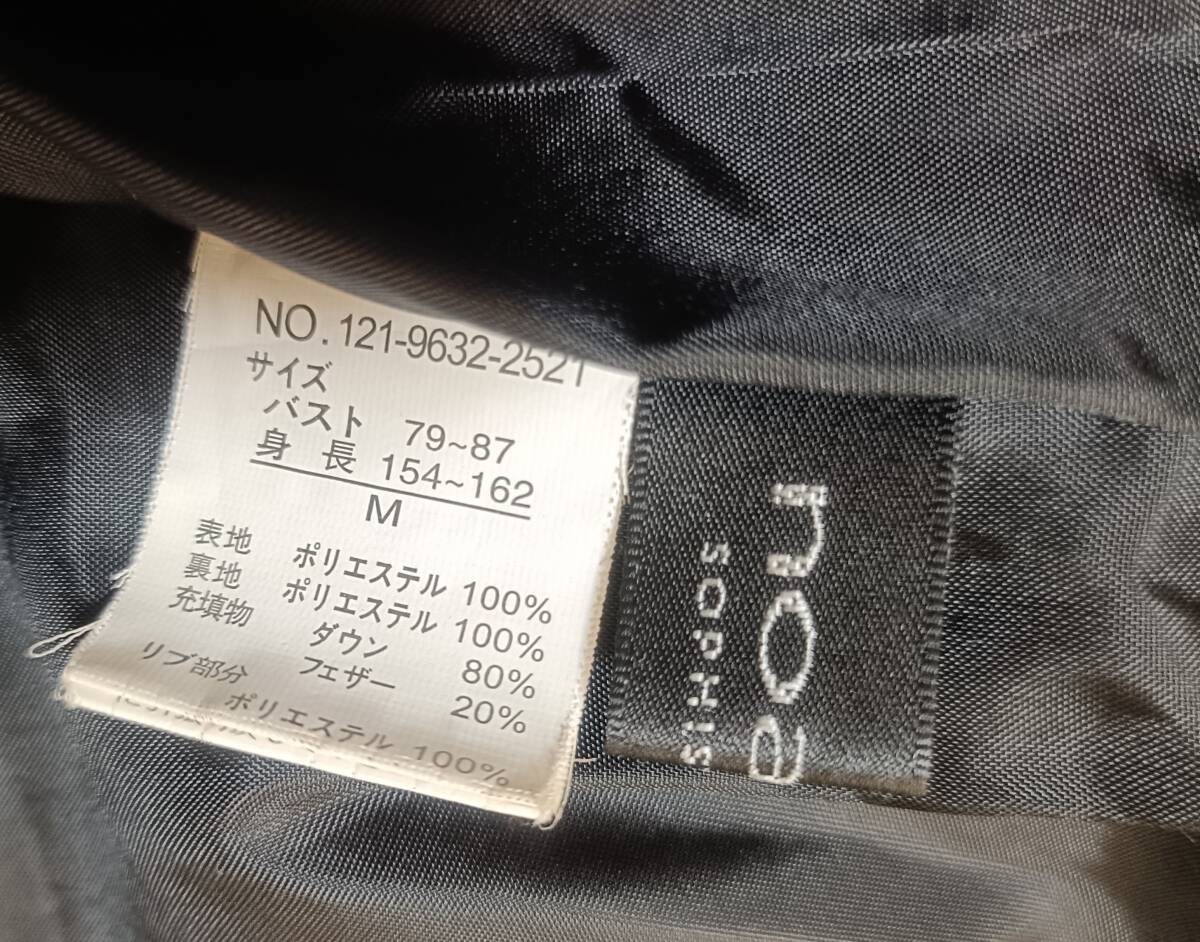 NO. 121-9632-2521
サイズ
バスト 79~87
身 長 154~162
M
表地 ポリエステル 100%
裏地 ポリエステル 100%
充填物 ダウン 80%
フェザー 20%
リブ部分
ポリエステル 100%